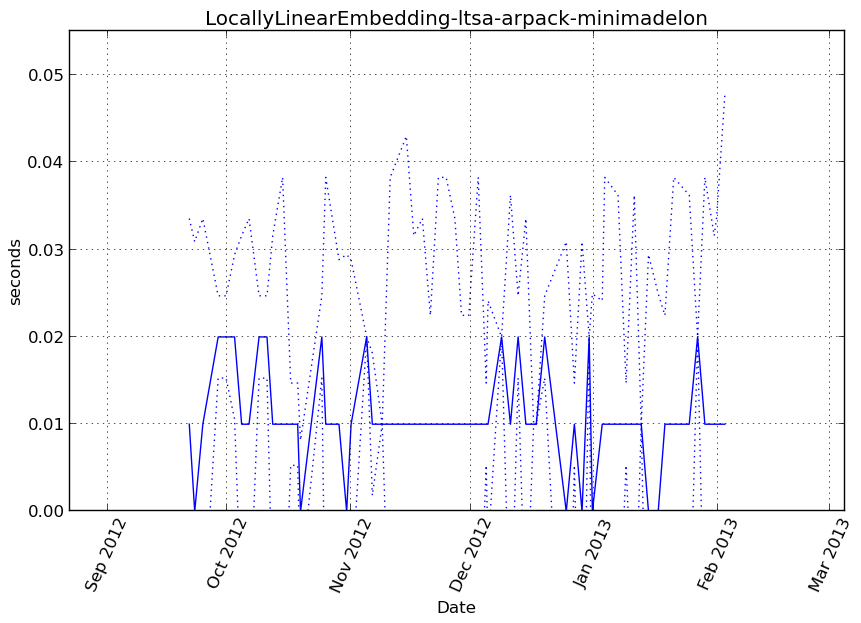 LocallyLinearEmbedding-ltsa-arpack-minimadelon
seconds
0.05
0.04
0.03
0.02
0.01
0.00
Sep 2012
Oct 2012
Nov 2012
Dec 2012
Jan 2013
Feb 2013
Mar 2013
Date